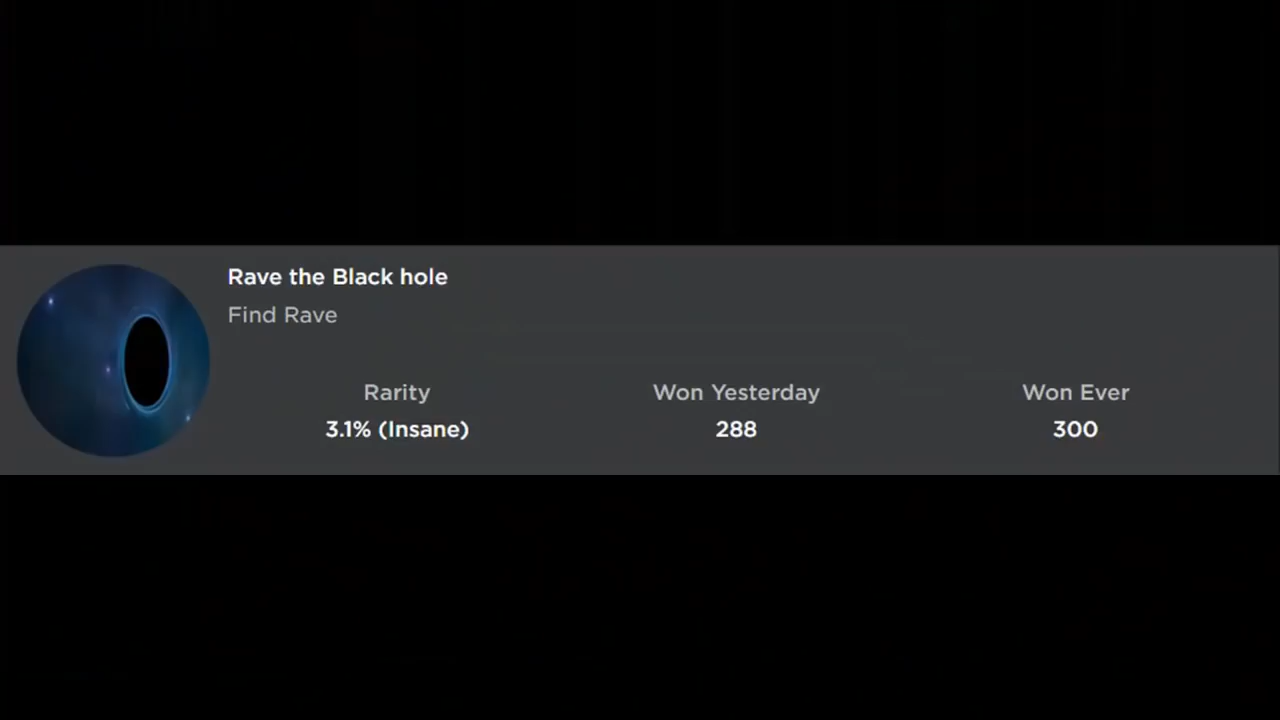 Rave the Black hole
Find Rave
Rarity Won Yesterday Won Ever
3.1% (Insane) 288 300